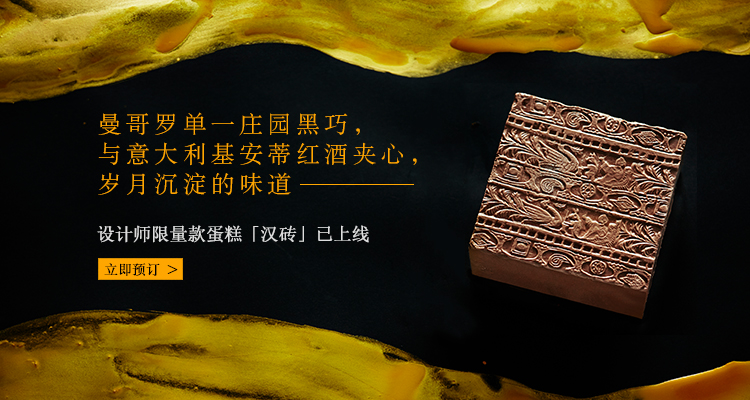 曼哥罗单一庄园黑巧，
与意大利基安蒂红酒夹心，
岁月沉淀的味道————
设计师限量款蛋糕「汉砖」已上线
立即预订 >